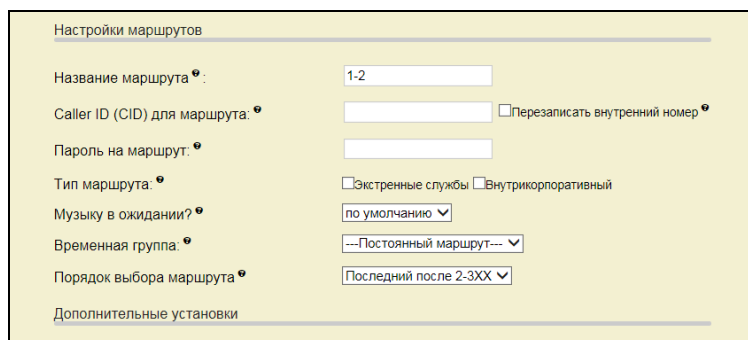 Настройки маршрутов
Название маршрута :
1-2
Caller ID (CID) для маршрута:
Перезаписать внутренний номер
Пароль на маршрут:
Тип маршрута:
Экстренные службы Внутрикорпоративный
Музыку в ожидании?
по умолчанию
Временная группа:
---Постоянный маршрут---
Порядок выбора маршрута
Последний после 2-3XX
Дополнительные установки